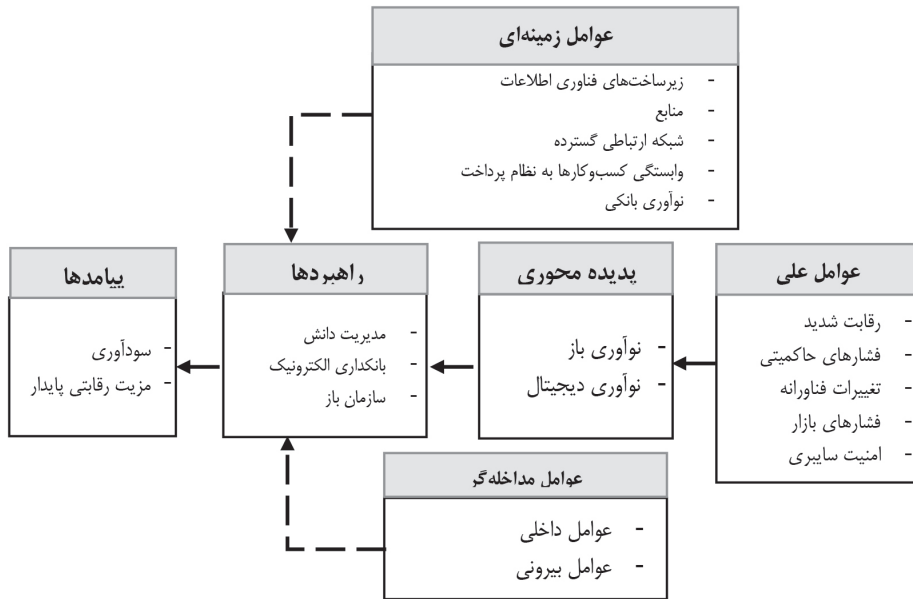 عوامل زمینه‌ای
- زیرساخت‌های فناوری اطلاعات
- منابع
- شبکه ارتباطی گسترده
- وابستگی کسب‌وکارها به نظام پرداخت
- نوآوری بانکی
عوامل علی
- رقابت شدید
- فشارهای حاکمیتی
- تغییرات فناورانه
- فشارهای بازار
- امنیت سایبری
پدیده محوری
- نوآوری باز
- نوآوری دیجیتال
راهبردها
- مدیریت دانش
- بانکداری الکترونیک
- سازمان باز
پیامدها
- سودآوری
- مزیت رقابتی پایدار
عوامل مداخله‌گر
- عوامل داخلی
- عوامل بیرونی